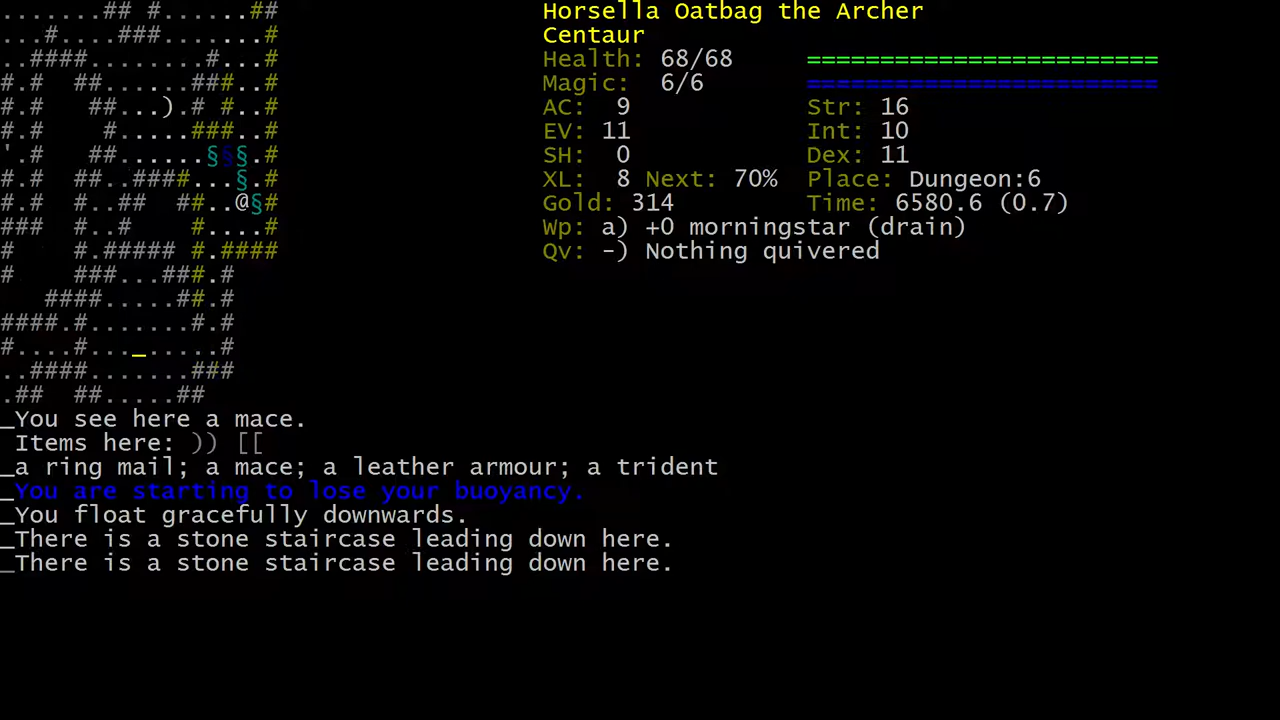 ...#....###.......#  Horsella Oatbag the Archer
Centaur
Health: 68/68 ========================
Magic: 6/6 ========================
AC: 9 Str: 16
EV: 11 Int: 10
SH: 0 Dex: 11
XL: 8 Next: 70% Place: Dungeon:6
Gold: 314 Time: 6580.6 (0.7)
Wp: a) +0 morningstar (drain)
Qv: -) Nothing quivered
_You see here a mace.
Items here: )) [[
_a ring mail; a mace; a leather armour; a trident
_You are starting to lose your buoyancy.
_You float gracefully downwards.
_There is a stone staircase leading down here.
_There is a stone staircase leading down here.